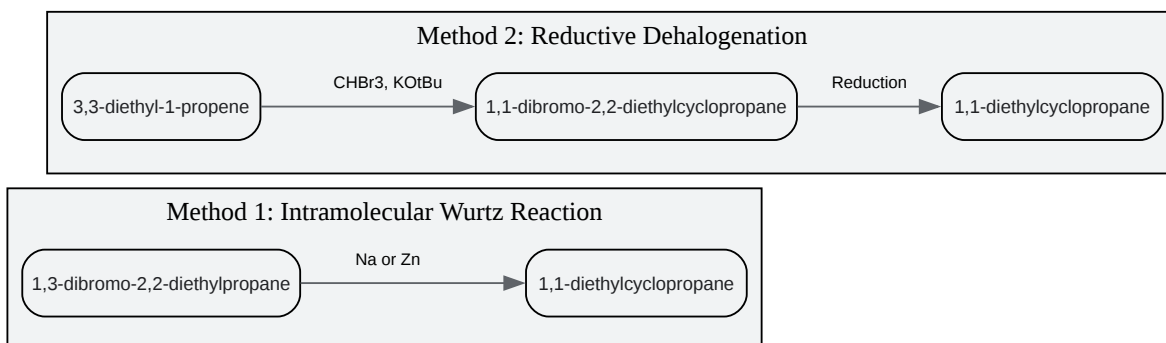 Method 2: Reductive Dehalogenation
3,3-diethyl-1-propene
CHBr3, KOtBu
1,1-dibromo-2,2-diethylcyclopropane
Reduction
1,1-diethylcyclopropane
Method 1: Intramolecular Wurtz Reaction
1,3-dibromo-2,2-diethylpropane
Na or Zn
1,1-diethylcyclopropane